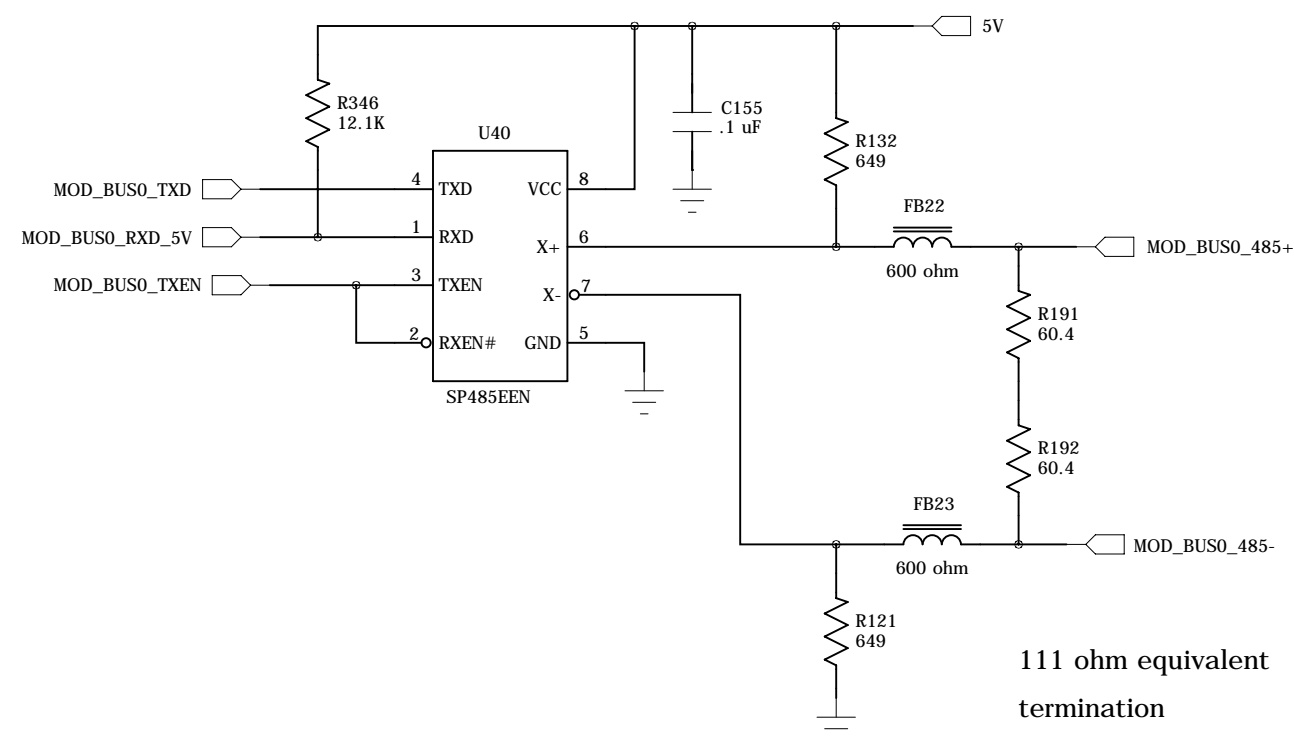 5V
R346
12.1K
C155
.1 uF
R132
649
U40
MOD_BUS0_TXD
4
TXD
VCC
8
FB22
MOD_BUS0_RXD_5V
1
RXD
X+
6
600 ohm
MOD_BUS0_485+
MOD_BUS0_TXEN
3
TXEN
X-
7
R191
60.4
2
RXEN#
GND
5
SP485EEN
R192
60.4
FB23
600 ohm
MOD_BUS0_485-
R121
649
111 ohm equivalent
termination